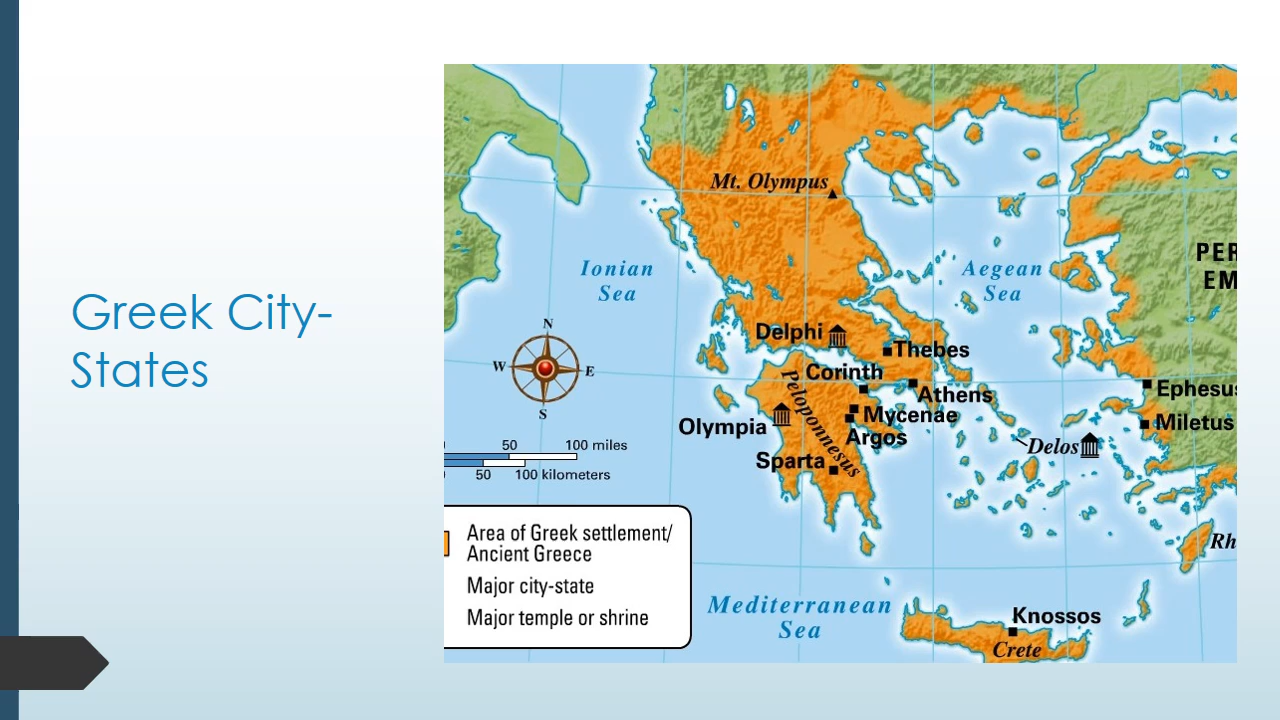 Greek City-
States
Mt. Olympus
Ionian
Sea
Aegean
Sea
PER
EM
N
W
E
S
Delphi
Thebes
Corinth
Athens
Peloponnesus
Mycenae
Argos
Olympia
Sparta
Ephesus
Miletus
Delos
50 100 miles
50 100 kilometers
Area of Greek settlement/
Ancient Greece
Major city-state
Major temple or shrine
Rh
Mediterranean
Sea
Knossos
Crete